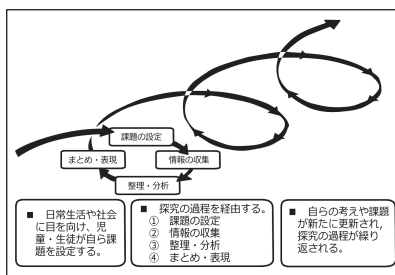 課題の設定
まとめ・表現
情報の収集
整理・分析
■ 日常生活や社会
に目を向け、児
童・生徒が自ら課
題を設定する。
■ 探究の過程を経由する。
① 課題の設定
② 情報の収集
③ 整理・分析
④ まとめ・表現
■ 自らの考えや課題
が新たに更新され,
探究の過程が繰り
返される。